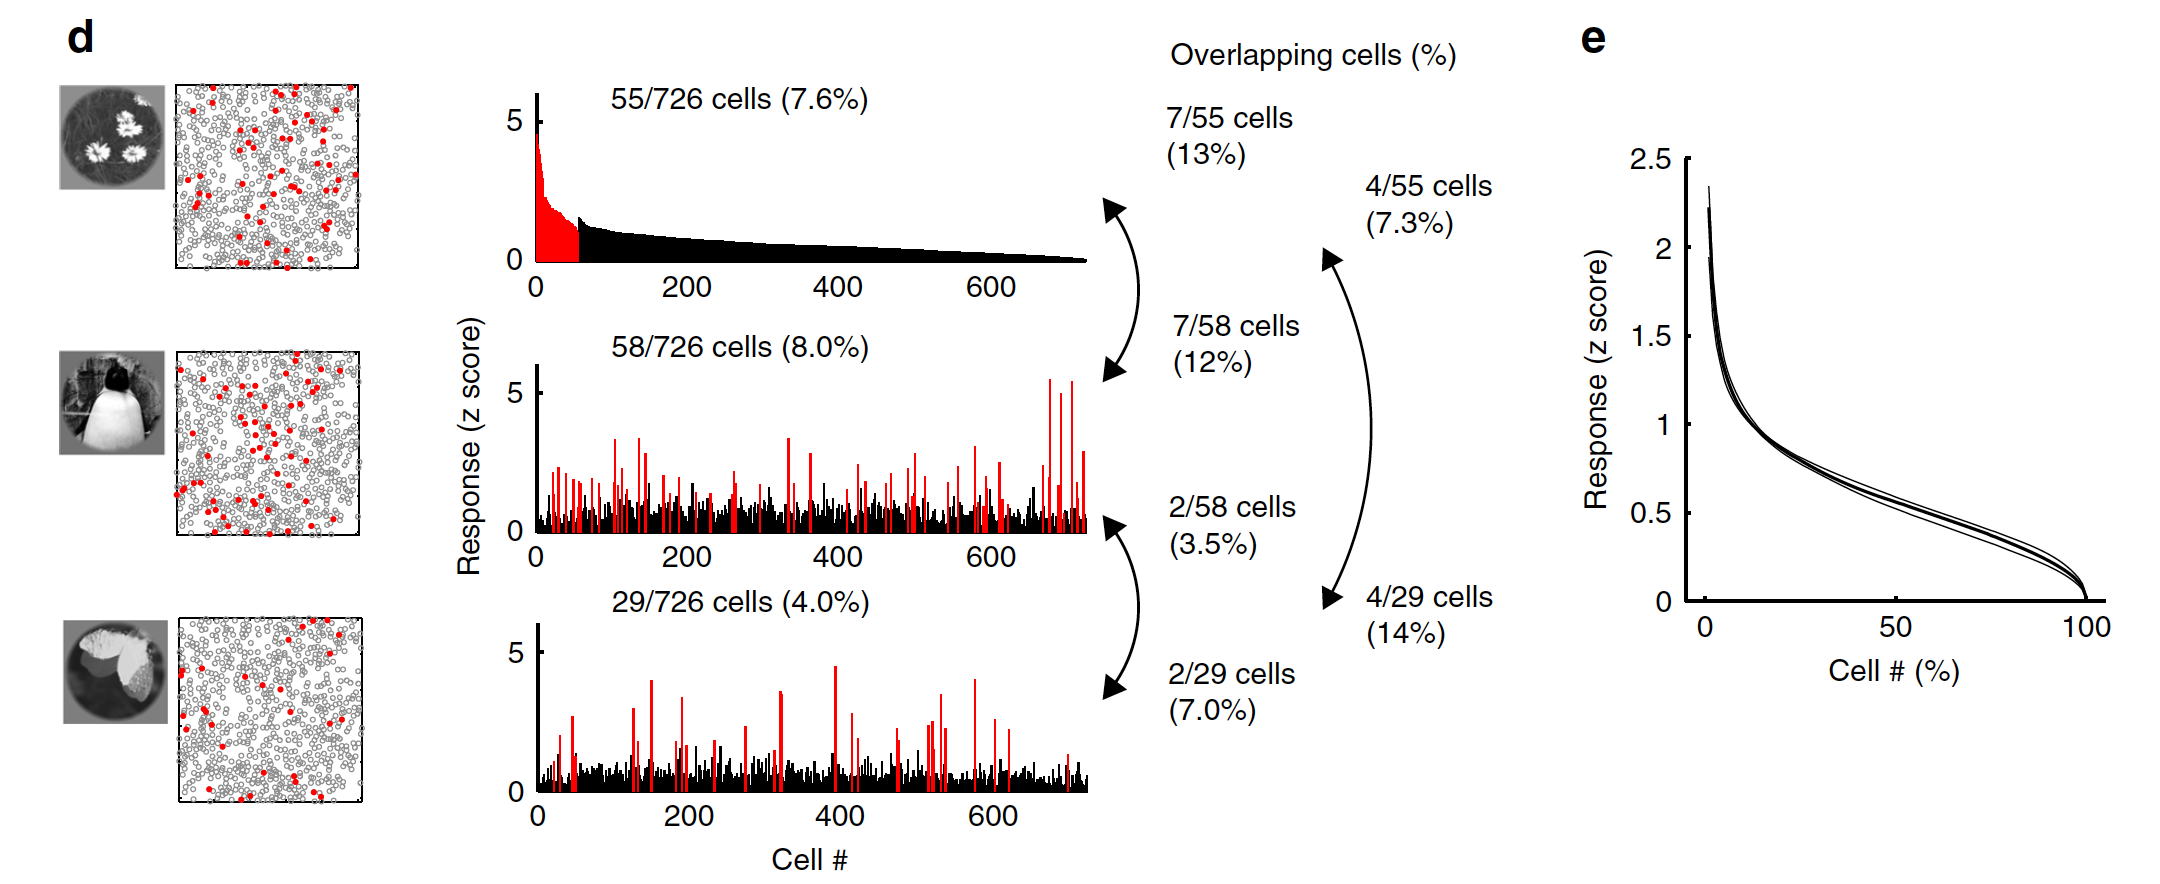 d
Overlapping cells (%)
55/726 cells (7.6%)
5
0
0 200 400 600
7/55 cells
(13%)
4/55 cells
(7.3%)
Response (z score)
58/726 cells (8.0%)
5
0
0 200 400 600
7/58 cells
(12%)
2/58 cells
(3.5%)
29/726 cells (4.0%)
5
0
0 200 400 600
Cell #
4/29 cells
(14%)
2/29 cells
(7.0%)
e
Response (z score)
2.5
2
1.5
1
0.5
0
0 50 100
Cell # (%)